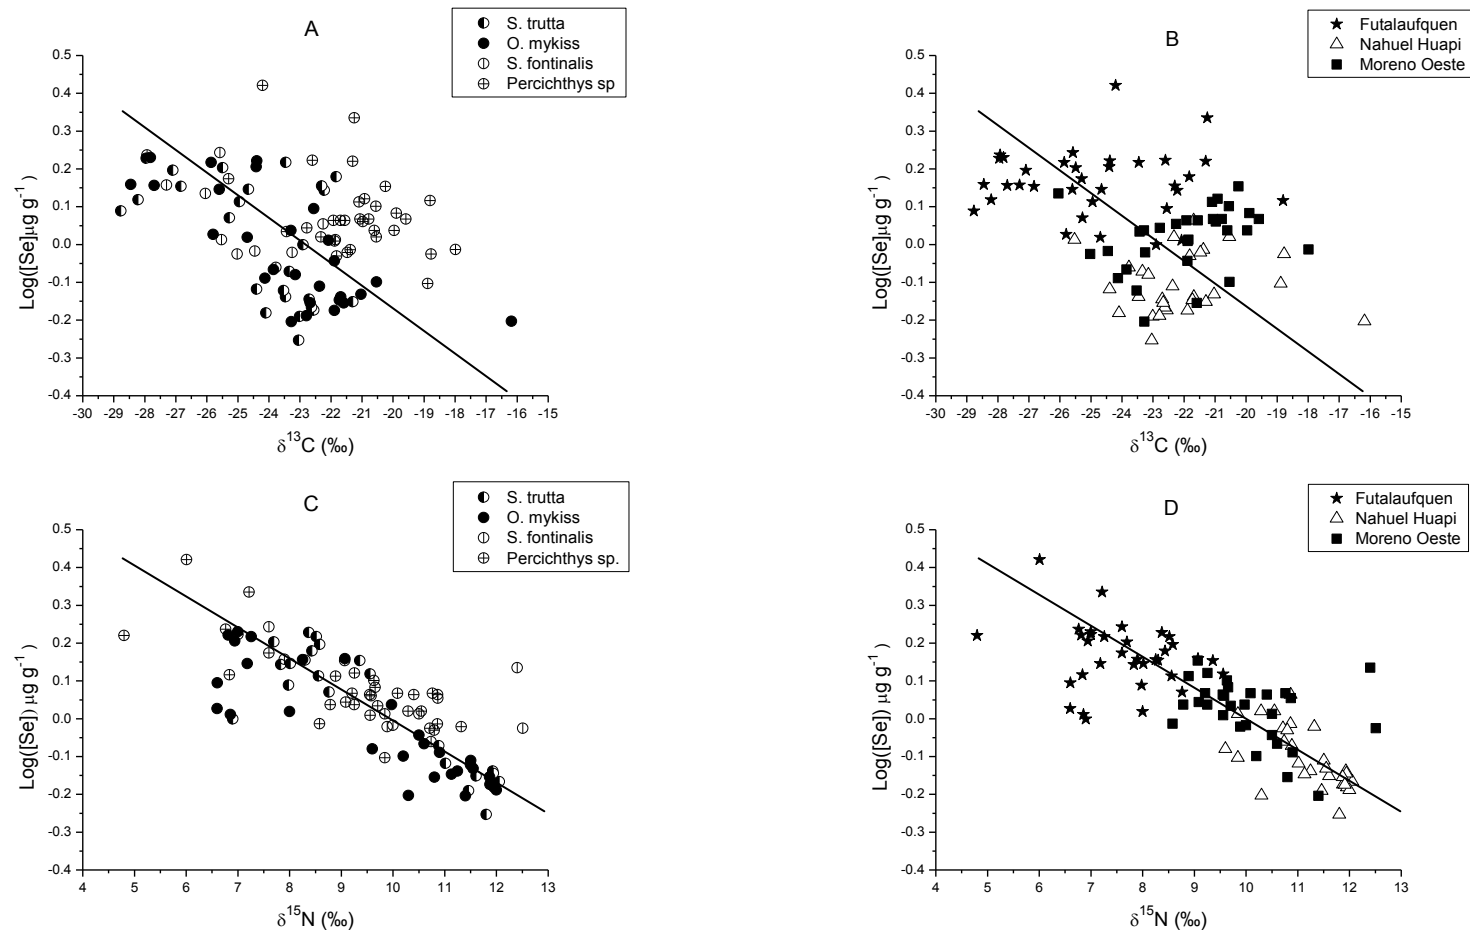 A
S. trutta
O. mykiss
S. fontinalis
Percichthys sp
0.5
0.4
0.3
0.2
0.1
0.0
-0.1
-0.2
-0.3
-0.4
Log([Se]µg g⁻¹ )
-30 -29 -28 -27 -26 -25 -24 -23 -22 -21 -20 -19 -18 -17 -16 -15
δ¹³C (‰)
B
Futalaufquen
Nahuel Huapi
Moreno Oeste
0.5
0.4
0.3
0.2
0.1
0.0
-0.1
-0.2
-0.3
-0.4
Log([Se]µg g⁻¹ )
-30 -29 -28 -27 -26 -25 -24 -23 -22 -21 -20 -19 -18 -17 -16 -15
δ¹³C (‰)
C
S. trutta
O. mykiss
S. fontinalis
Percichthys sp.
0.5
0.4
0.3
0.2
0.1
0.0
-0.1
-0.2
-0.3
-0.4
Log([Se]) µg g⁻¹ )
4 5 6 7 8 9 10 11 12 13
δ¹⁵N (‰)
D
Futalaufquen
Nahuel Huapi
Moreno Oeste
0.5
0.4
0.3
0.2
0.1
0.0
-0.1
-0.2
-0.3
-0.4
Log([Se]) µg g⁻¹ )
4 5 6 7 8 9 10 11 12 13
δ¹⁵N (‰)